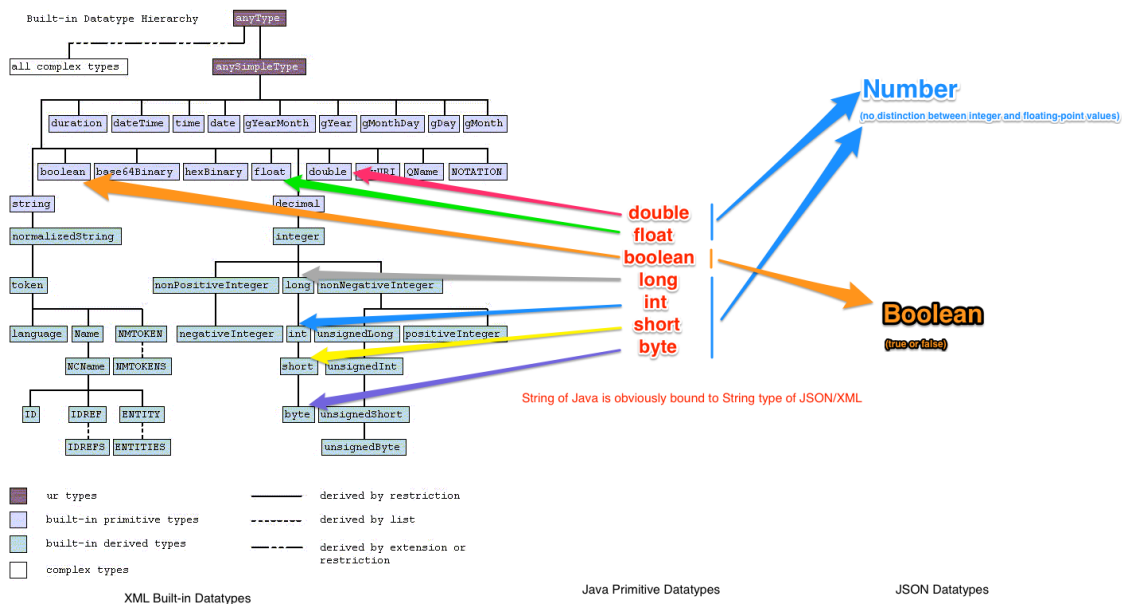 Built-in Datatype Hierarchy
anyType
all complex types
anySimpleType
duration
dateTime
time
date
gYearMonth
gYear
gMonthDay
gDay
gMonth
boolean
base64Binary
hexBinary
float
double
QName
NOTATION
string
decimal
normalizedString
integer
token
nonPositiveInteger
long
nonNegativeInteger
language
Name
NMTOKEN
negativeInteger
int
unsignedLong
positiveInteger
NCName
NMTOKENS
short
unsignedInt
ID
IDREF
ENTITY
byte
unsignedShort
IDREFS
ENTITIES
unsignedByte
ur types
built-in primitive types
built-in derived types
complex types
derived by restriction
derived by list
derived by extension or
restriction
XML Built-in Datatypes
double
float
boolean
long
int
short
byte
String of Java is obviously bound to String type of JSON/XML
Java Primitive Datatypes
Number
(no distinction between integer and floating-point values)
Boolean
(true or false)
JSON Datatypes